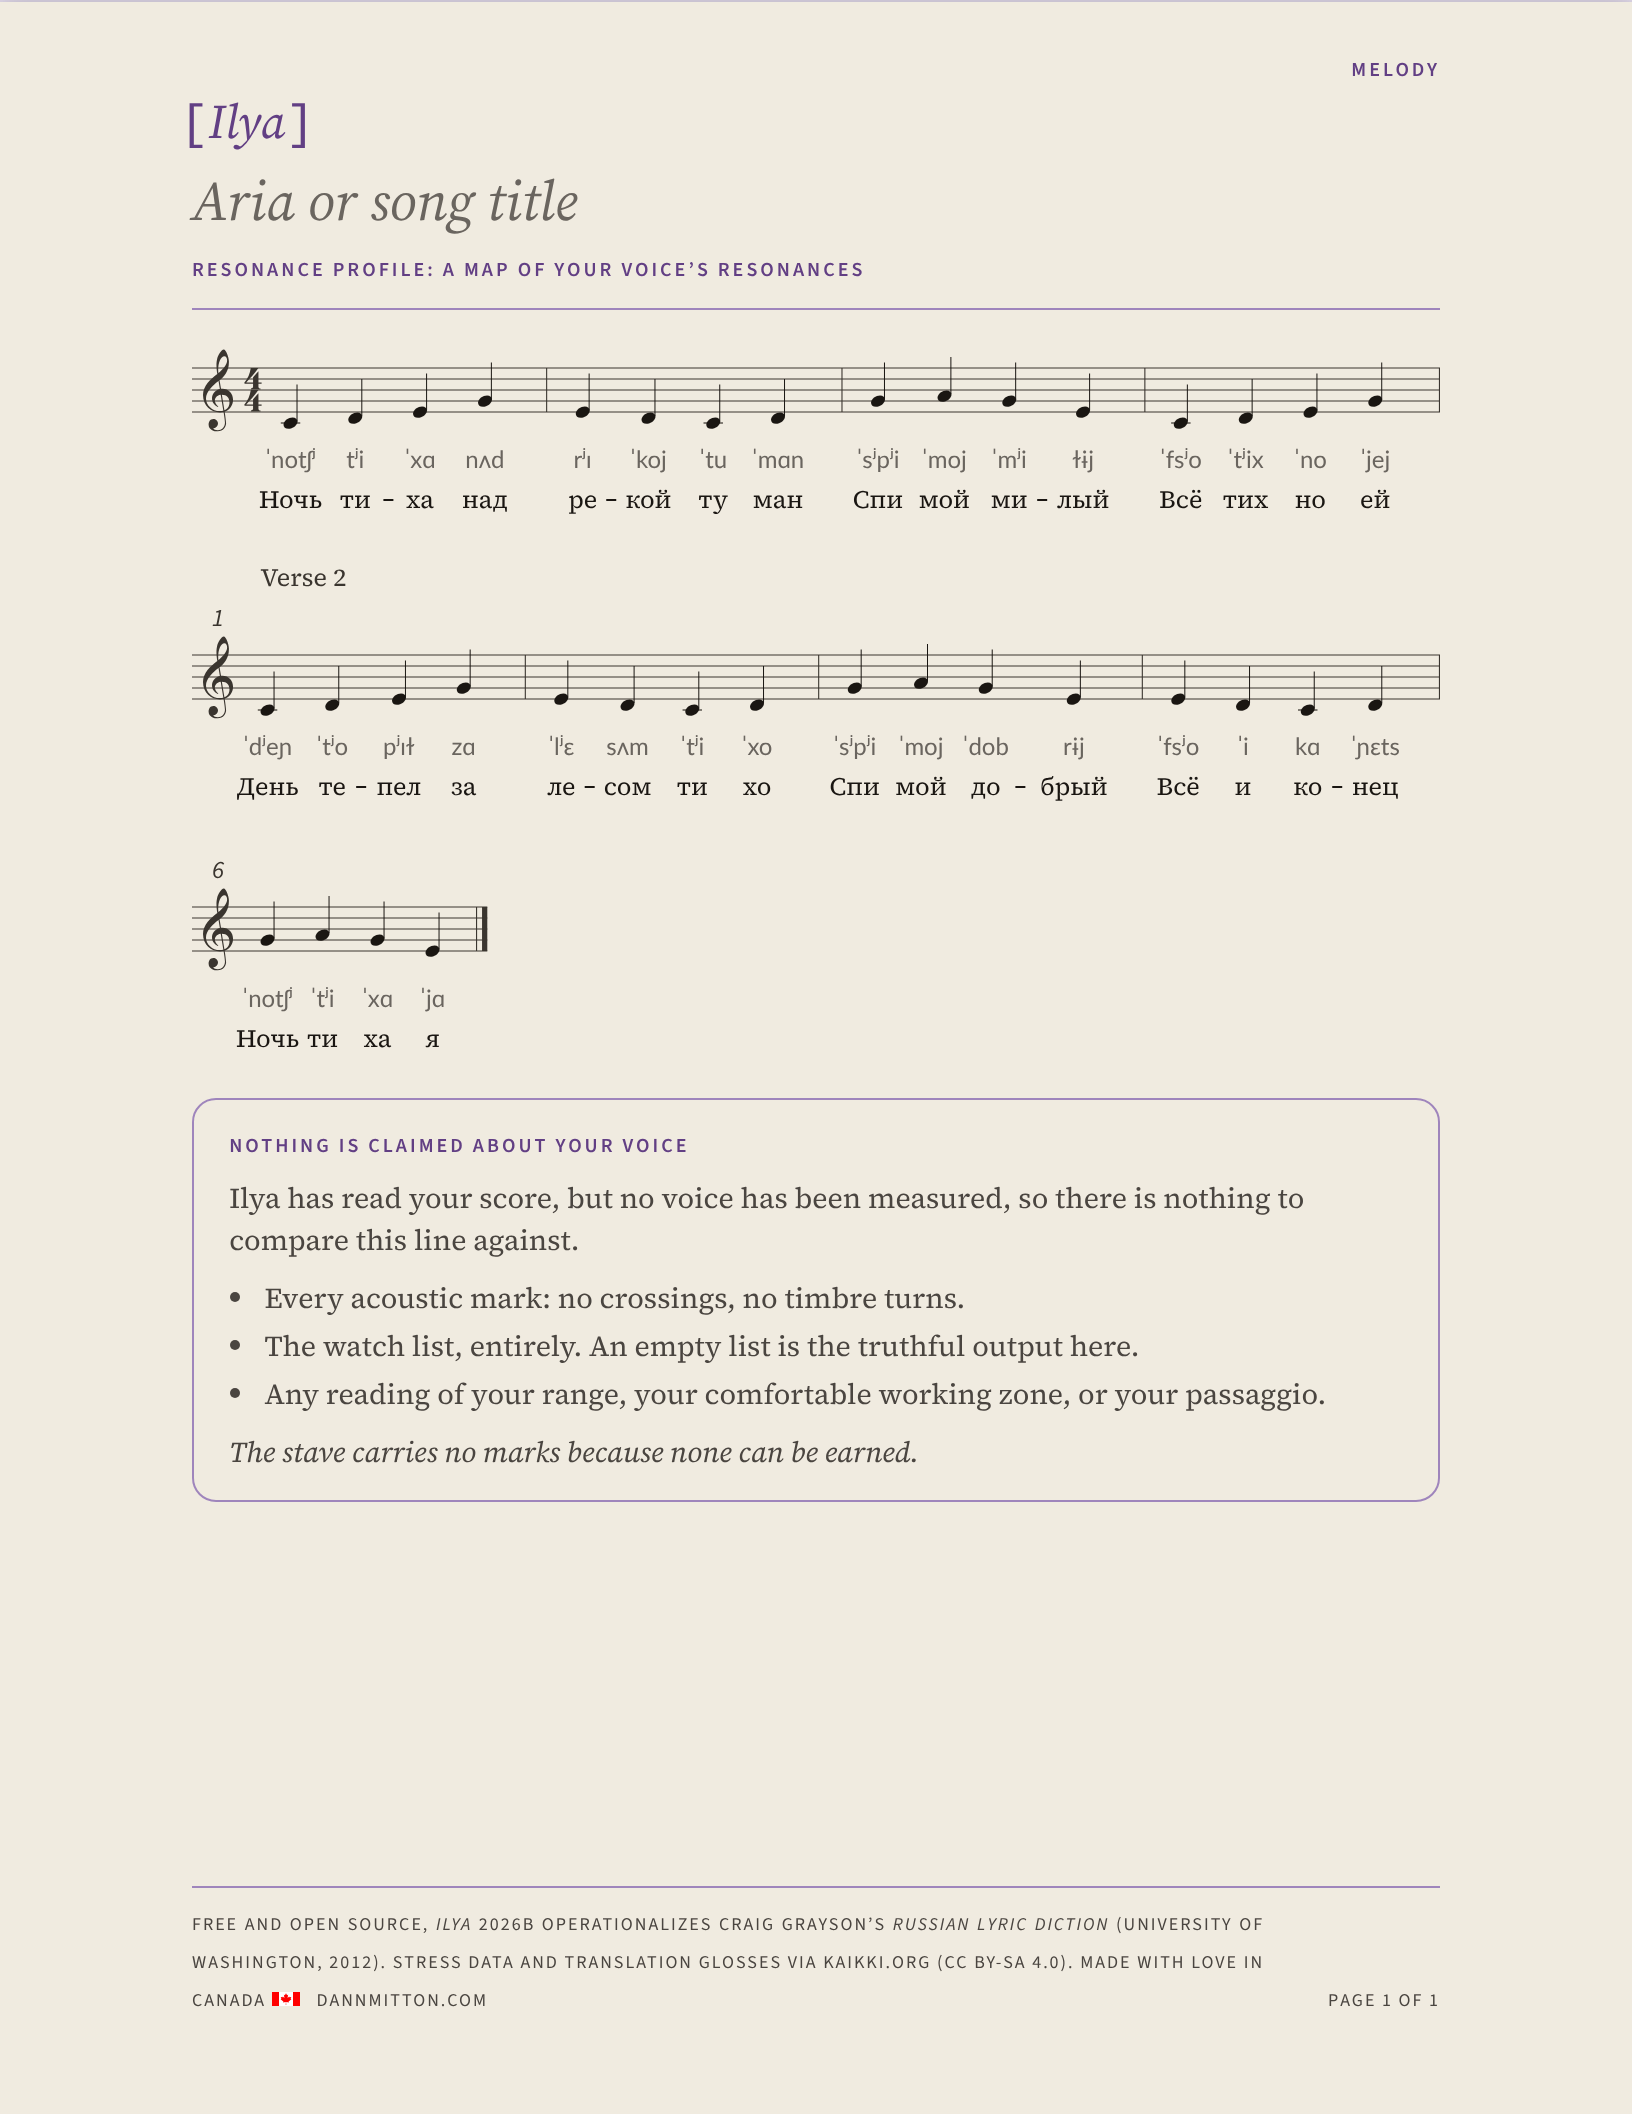 MELODY
[Ilya]
Aria or song title
RESONANCE PROFILE: A MAP OF YOUR VOICE’S RESONANCES
4
4
ˈnotʃʲ tʲi ˈxɑ nʌd rʲɪ ˈkoj ˈtu ˈmɑn ˈsʲpʲi ˈmoj ˈmʲi ɫɨj ˈfsʲo ˈtʲix ˈno ˈjej
Ночь ти – ха над ре – кой ту ман Спи мой ми – лый Всё тих но ей
Verse 2
1
ˈdʲeɲ ˈtʲo pʲɪɫ zɑ ˈlʲɛ sʌm ˈtʲi ˈxo ˈsʲpʲi ˈmoj ˈdob rɨj ˈfsʲo ˈi kɑ ˈɲɛts
День те – пел за ле – сом ти хо Спи мой до – брый Всё и ко – нец
6
ˈnotʃʲ ˈtʲi ˈxɑ ˈjɑ
Ночь ти ха я
NOTHING IS CLAIMED ABOUT YOUR VOICE
Ilya has read your score, but no voice has been measured, so there is nothing to
compare this line against.
• Every acoustic mark: no crossings, no timbre turns.
• The watch list, entirely. An empty list is the truthful output here.
• Any reading of your range, your comfortable working zone, or your passaggio.
The stave carries no marks because none can be earned.
FREE AND OPEN SOURCE, ILYA 2026B OPERATIONALIZES CRAIG GRAYSON’S RUSSIAN LYRIC DICTION (UNIVERSITY OF
WASHINGTON, 2012). STRESS DATA AND TRANSLATION GLOSSES VIA KAIKKI.ORG (CC BY-SA 4.0). MADE WITH LOVE IN
CANADA 🇨🇦 DANNMITTON.COM PAGE 1 OF 1